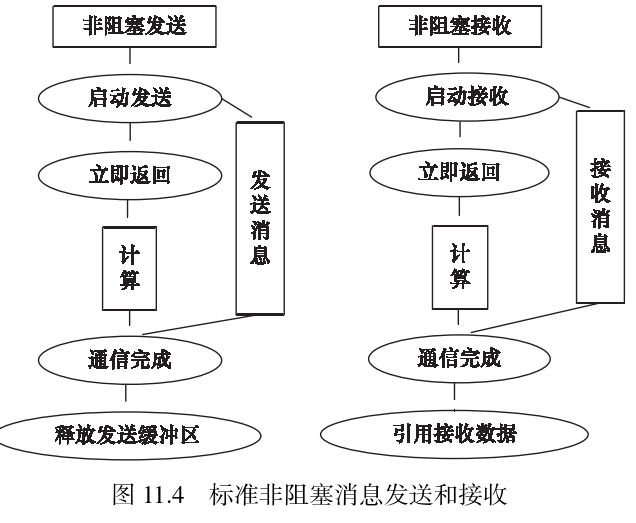 非阻塞发送
启动发送
立即返回
计算
发送消息
通信完成
释放发送缓冲区
非阻塞接收
启动接收
立即返回
计算
接收消息
通信完成
引用接收数据
图 11.4 标准非阻塞消息发送和接收